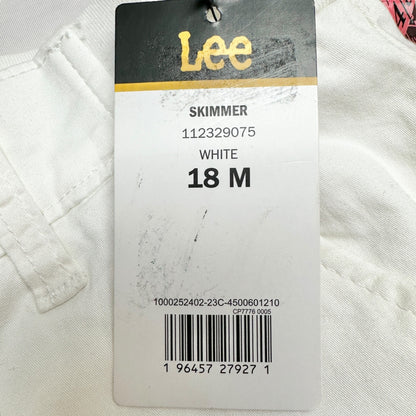 Lee
SKIMMER
112329075
WHITE
18 M
1000252402-23C-4500601210
CP7776 0005
1 96457 27927 1